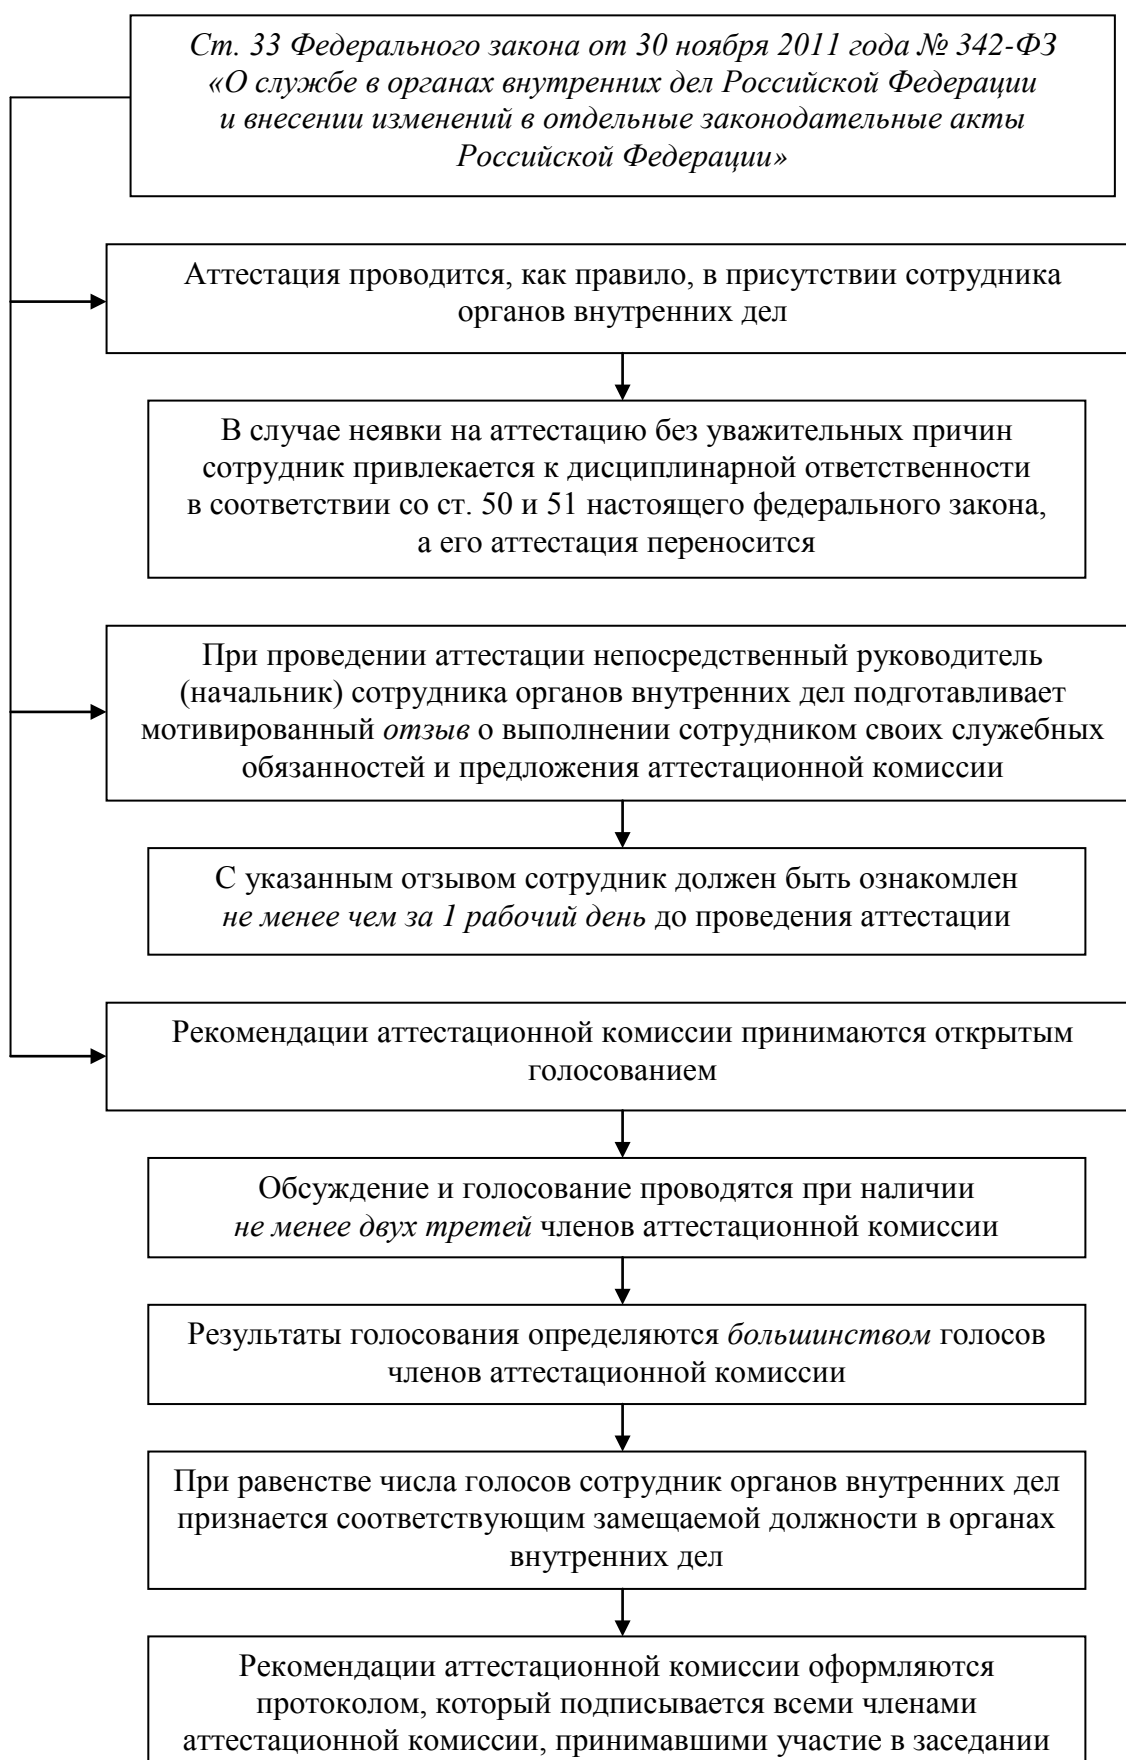 Ст. 33 Федерального закона от 30 ноября 2011 года № 342-ФЗ
«О службе в органах внутренних дел Российской Федерации
и внесении изменений в отдельные законодательные акты
Российской Федерации»
Аттестация проводится, как правило, в присутствии сотрудника
органов внутренних дел
В случае неявки на аттестацию без уважительных причин
сотрудник привлекается к дисциплинарной ответственности
в соответствии со ст. 50 и 51 настоящего федерального закона,
а его аттестация переносится
При проведении аттестации непосредственный руководитель
(начальник) сотрудника органов внутренних дел подготавливает
мотивированный отзыв о выполнении сотрудником своих служебных
обязанностей и предложения аттестационной комиссии
С указанным отзывом сотрудник должен быть ознакомлен
не менее чем за 1 рабочий день до проведения аттестации
Рекомендации аттестационной комиссии принимаются открытым
голосованием
Обсуждение и голосование проводятся при наличии
не менее двух третей членов аттестационной комиссии
Результаты голосования определяются большинством голосов
членов аттестационной комиссии
При равенстве числа голосов сотрудник органов внутренних дел
признается соответствующим замещаемой должности в органах
внутренних дел
Рекомендации аттестационной комиссии оформляются
протоколом, который подписывается всеми членами
аттестационной комиссии, принимавшими участие в заседании